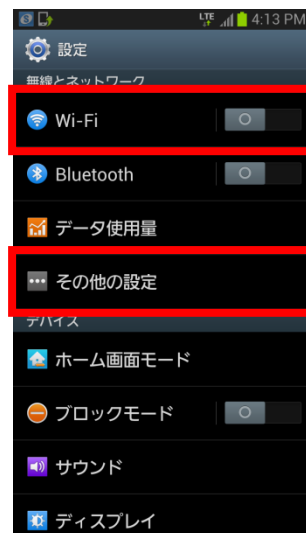 LTE 4:13 PM
設定
無線とネットワーク
Wi-Fi
Bluetooth
データ使用量
その他の設定
デバイス
ホーム画面モード
ブロックモード
サウンド
ディスプレイ